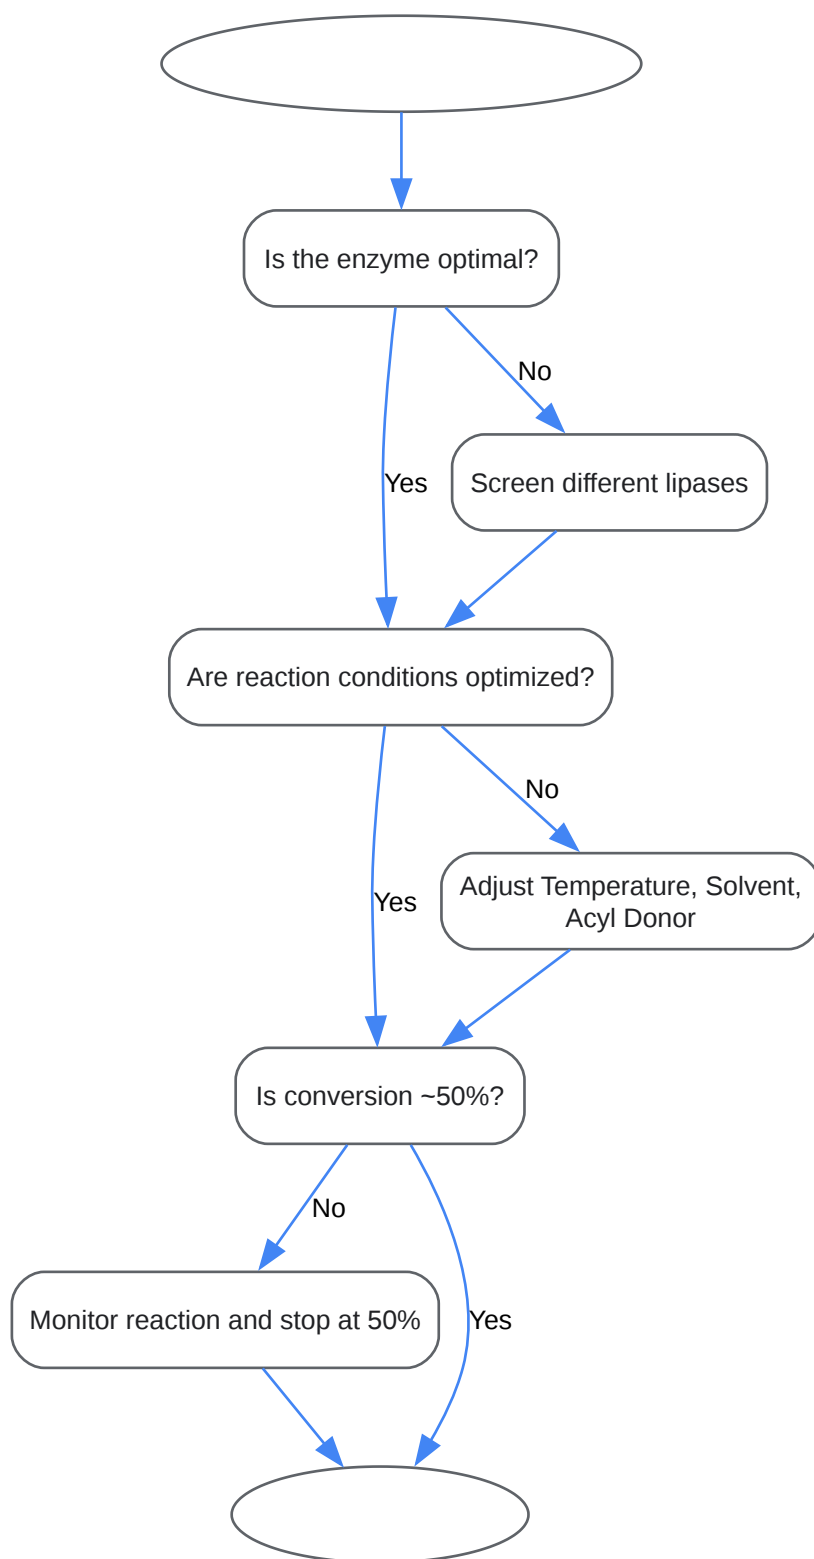 Is the enzyme optimal?
No
Yes
Screen different lipases
Are reaction conditions optimized?
No
Yes
Adjust Temperature, Solvent,
Acyl Donor
Is conversion ~50%?
No
Monitor reaction and stop at 50%
Yes